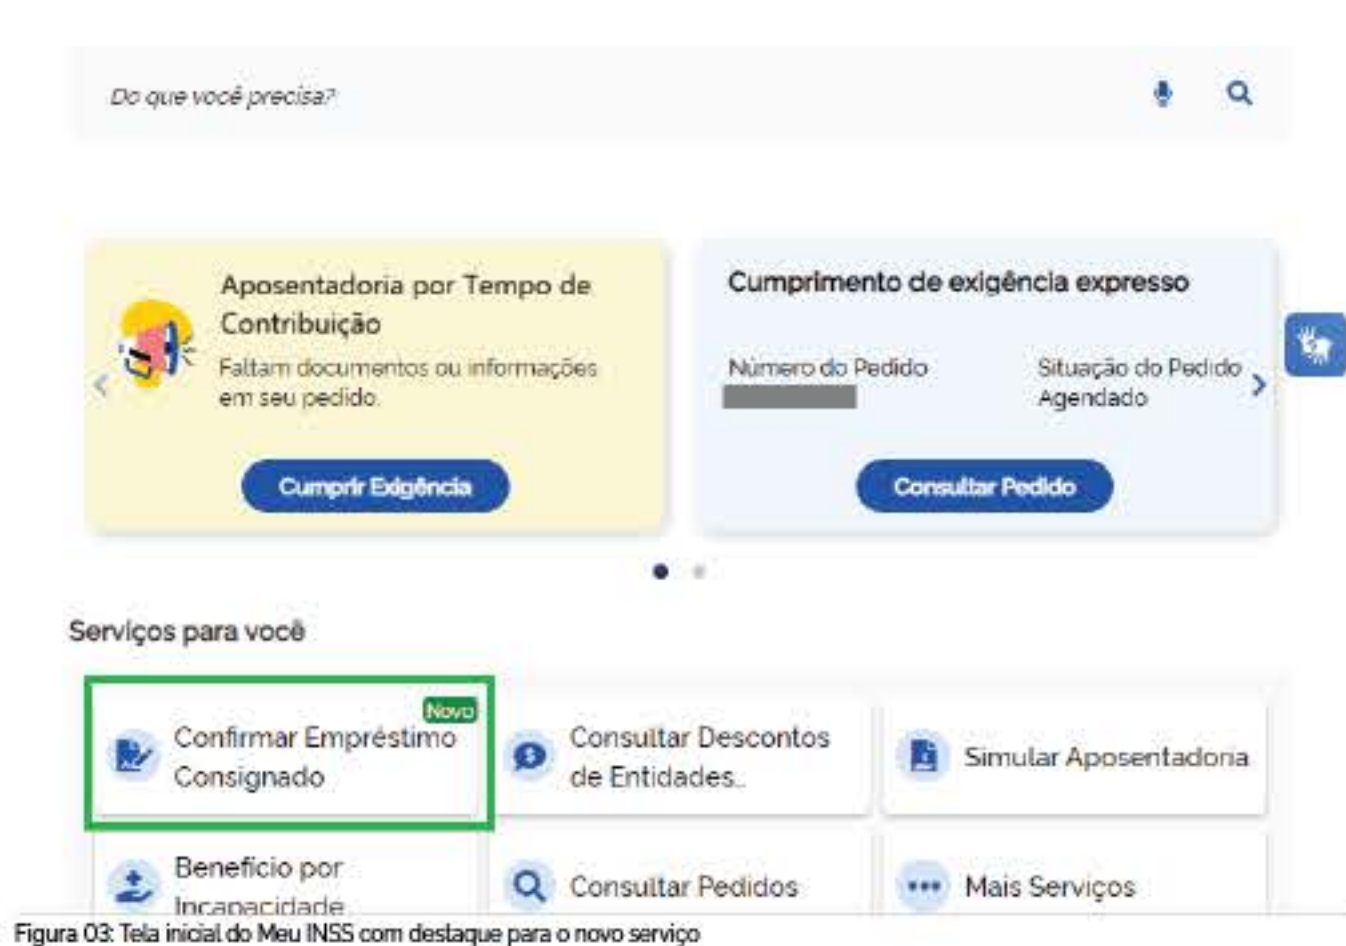 Do que você precisa?
Aposentadoria por Tempo de
Contribuição
Faltam documentos ou informações
em seu pedido.
Cumprir Exigência
Cumprimento de exigência expresso
Número do Pedido
Situação do Pedido
Agendado
Consultar Pedido
Serviços para você
Novo
Confirmar Empréstimo
Consignado
Consultar Descontos
de Entidades...
Simular Aposentadoria
Benefício por
Incapacidade
Consultar Pedidos
Mais Serviços
Figura 03: Tela inicial do Meu INSS com destaque para o novo serviço